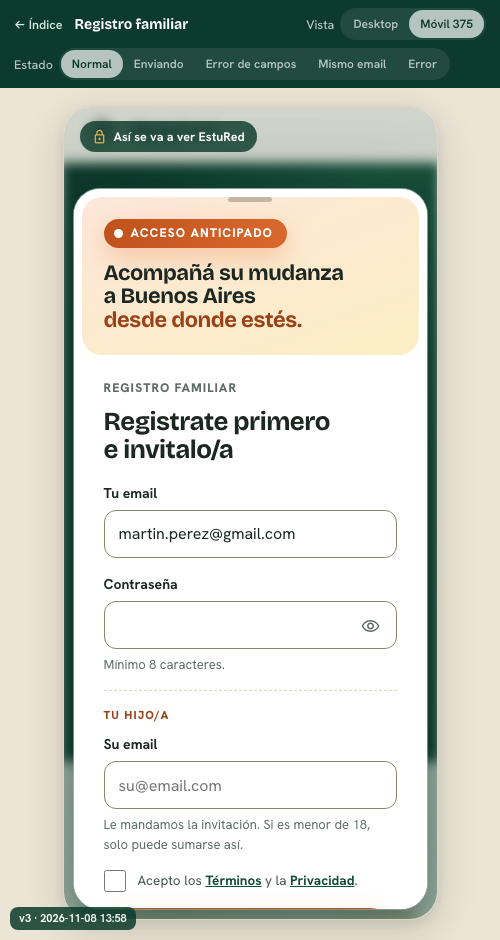 ← Índice Registro familiar Vista Desktop Móvil 375
Estado Normal Enviando Error de campos Mismo email Error
Así se va a ver EstuRed
ACCESO ANTICIPADO
Acompañá su mudanza
a Buenos Aires
desde donde estés.
REGISTRO FAMILIAR
Registrate primero
e invitalo/a
Tu email
martin.perez@gmail.com
Contraseña
Mínimo 8 caracteres.
TU HIJO/A
Su email
su@email.com
Le mandamos la invitación. Si es menor de 18,
solo puede sumarse así.
Acepto los Términos y la Privacidad.
v3 · 2026-11-08 13:58